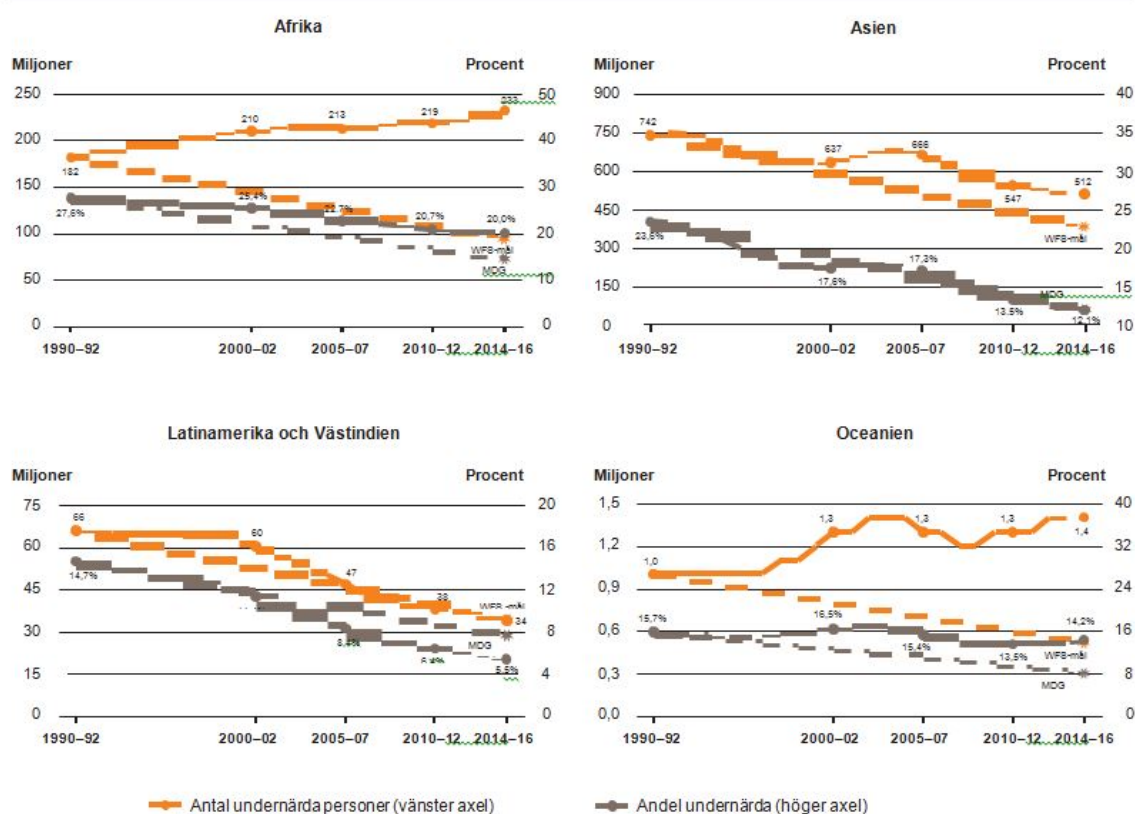 Afrika
Miljoner Procent
250 50
200 40
150 30
100 20
50 10
0 0
182 210 213 219 233
27,6% 25,4% 22,7% 20,7% 20,0%
WFS-mål
MDG
1990–92 2000–02 2005–07 2010–12 2014–16
Asien
Miljoner Procent
900 40
750 35
600 30
450 25
300 20
150 15
0 10
742 637 666 547 512
23,6% 17,6% 17,3% 13,5% 12,1%
WFS-mål
MDG
1990–92 2000–02 2005–07 2010–12 2014–16
Latinamerika och Västindien
Miljoner Procent
75 20
60 16
45 12
30 8
15 4
0 0
66 60 47 38 34
14,7% 8,4% 6,4% 5,5%
WFS-mål
MDG
1990–92 2000–02 2005–07 2010–12 2014–16
Oceanien
Miljoner Procent
1,5 40
1,2 32
0,9 24
0,6 16
0,3 8
0,0 0
1,0 1,3 1,3 1,3 1,4
15,7% 16,5% 15,4% 13,5% 14,2%
WFS-mål
MDG
1990–92 2000–02 2005–07 2010–12 2014–16
Antal undernärda personer (vänster axel) Andel undernärda (höger axel)